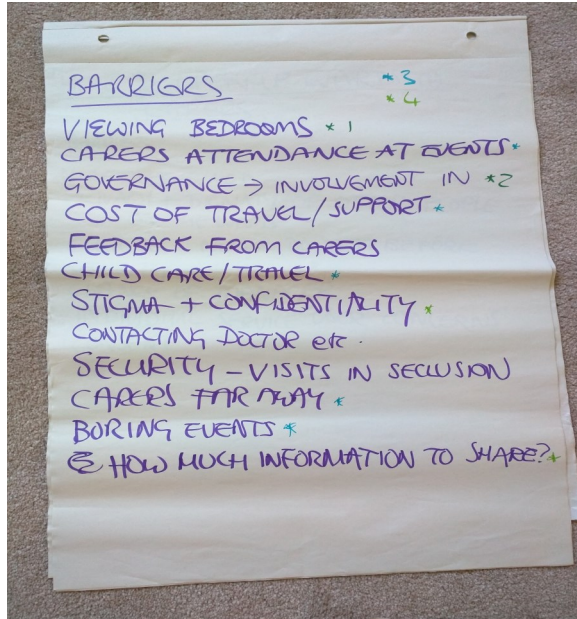 BARRIERS *3
*4
VIEWING BEDROOMS * 1
CARERS ATTENDANCE AT EVENTS *
GOVERNANCE → INVOLVEMENT IN *2
COST OF TRAVEL/SUPPORT *
FEEDBACK FROM CARERS
CHILD CARE/TRAVEL *
STIGMA + CONFIDENTIALITY *
CONTACTING DOCTOR etc.
SECURITY - VISITS IN SECLUSION
CARERS FAR AWAY *
BORING EVENTS *
HOW MUCH INFORMATION TO SHARE? *